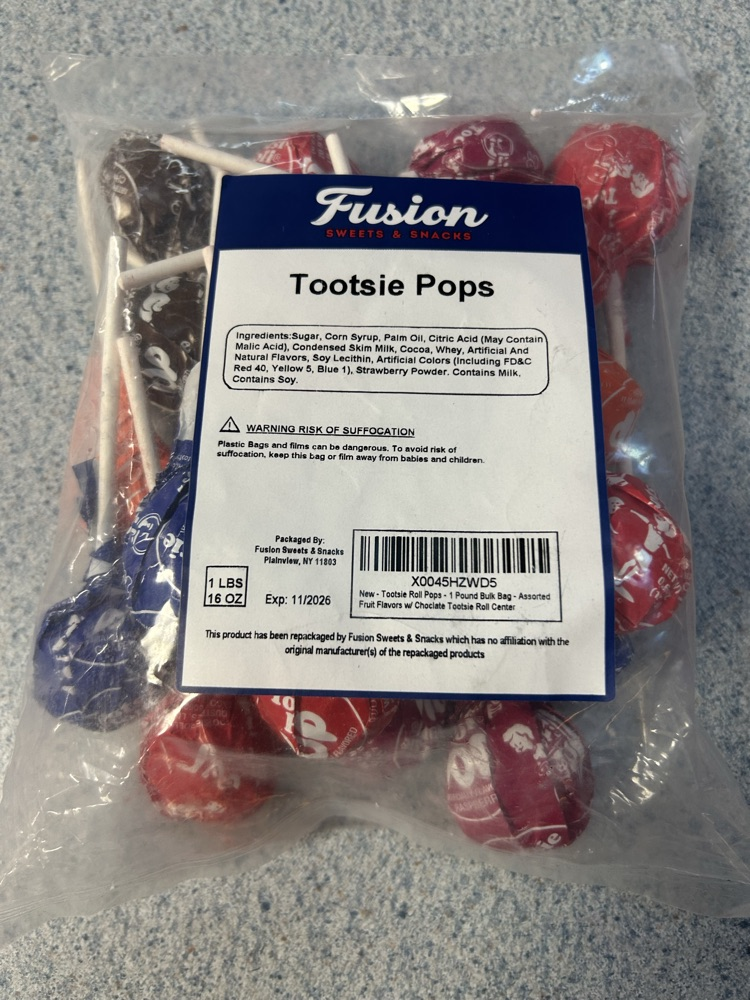 Fusion
SWEETS & SNACKS
Tootsie Pops
Ingredients:Sugar, Corn Syrup, Palm Oil, Citric Acid (May Contain
Malic Acid), Condensed Skim Milk, Cocoa, Whey, Artificial And
Natural Flavors, Soy Lecithin, Artificial Colors (Including FD&C
Red 40, Yellow 5, Blue 1), Strawberry Powder. Contains Milk,
Contains Soy.
WARNING RISK OF SUFFOCATION
Plastic Bags and films can be dangerous. To avoid risk of
suffocation, keep this bag or film away from babies and children.
Packaged By:
Fusion Sweets & Snacks
Plainview, NY 11803
1 LBS
16 OZ
Exp: 11/2026
X0045HZWD5
New - Tootsie Roll Pops - 1 Pound Bulk Bag - Assorted
Fruit Flavors w/ Choclate Tootsie Roll Center
This product has been repackaged by Fusion Sweets & Snacks which has no affiliation with the
original manufacturer(s) of the repackaged products